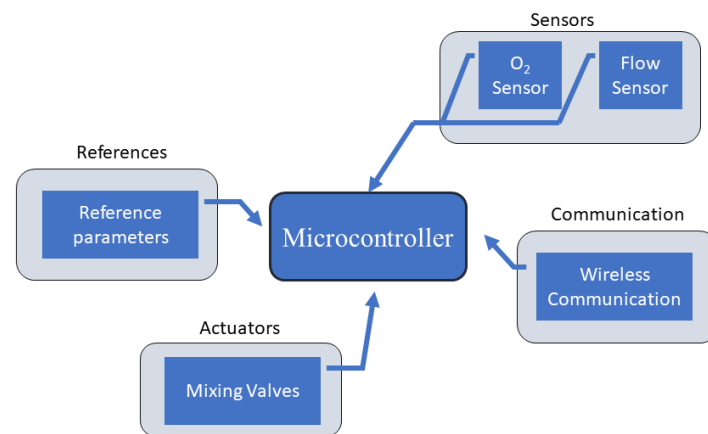 Sensors
O₂
Sensor
Flow
Sensor
References
Reference
parameters
Microcontroller
Communication
Wireless
Communication
Actuators
Mixing Valves